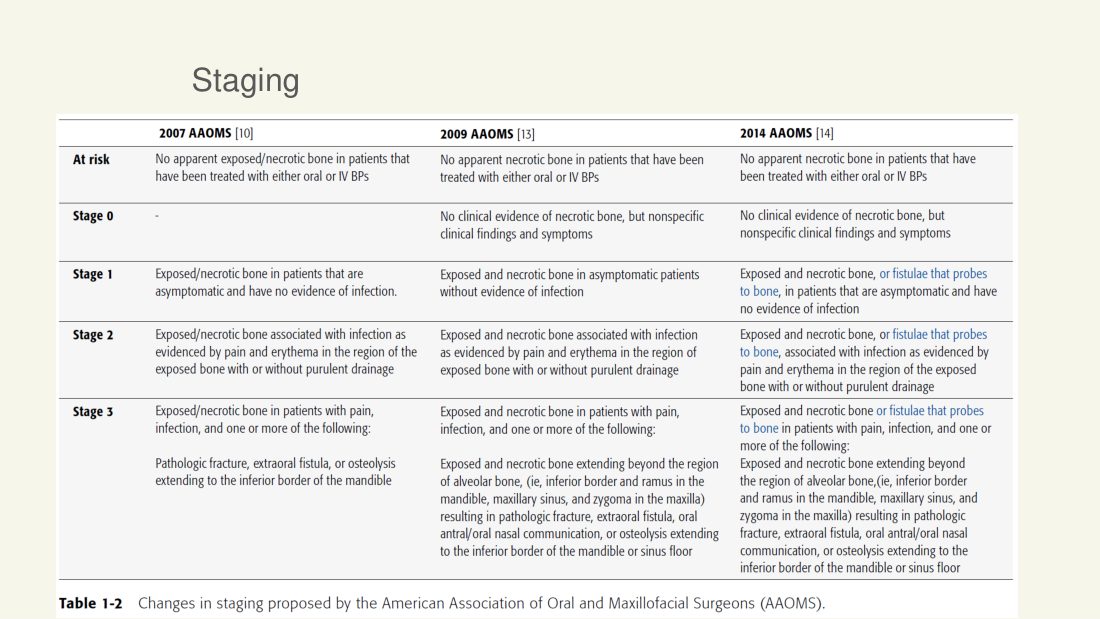 Staging
2007 AAOMS [10]
2009 AAOMS [13]
2014 AAOMS [14]
At risk
No apparent exposed/necrotic bone in patients that
have been treated with either oral or IV BPs
No apparent necrotic bone in patients that have been
treated with either oral or IV BPs
No apparent necrotic bone in patients that have
been treated with either oral or IV BPs
Stage 0
-
No clinical evidence of necrotic bone, but nonspecific
clinical findings and symptoms
No clinical evidence of necrotic bone, but
nonspecific clinical findings and symptoms
Stage 1
Exposed/necrotic bone in patients that are
asymptomatic and have no evidence of infection.
Exposed and necrotic bone in asymptomatic patients
without evidence of infection
Exposed and necrotic bone, or fistulae that probes
to bone, in patients that are asymptomatic and have
no evidence of infection
Stage 2
Exposed/necrotic bone associated with infection as
evidenced by pain and erythema in the region of the
exposed bone with or without purulent drainage
Exposed and necrotic bone associated with infection
as evidenced by pain and erythema in the region of
exposed bone with or without purulent drainage
Exposed and necrotic bone, or fistulae that probes
to bone, associated with infection as evidenced by
pain and erythema in the region of the exposed
bone with or without purulent drainage
Stage 3
Exposed/necrotic bone in patients with pain,
infection, and one or more of the following:
Pathologic fracture, extraoral fistula, or osteolysis
extending to the inferior border of the mandible
Exposed and necrotic bone in patients with pain,
infection, and one or more of the following:
Exposed and necrotic bone extending beyond the region
of alveolar bone, (ie, inferior border and ramus in the
mandible, maxillary sinus, and zygoma in the maxilla)
resulting in pathologic fracture, extraoral fistula, oral
antral/oral nasal communication, or osteolysis extending
to the inferior border of the mandible or sinus floor
Exposed and necrotic bone or fistulae that probes
to bone in patients with pain, infection, and one or
more of the following:
Exposed and necrotic bone extending beyond
the region of alveolar bone,(ie, inferior border
and ramus in the mandible, maxillary sinus, and
zygoma in the maxilla) resulting in pathologic
fracture, extraoral fistula, oral antral/oral nasal
communication, or osteolysis extending to the
inferior border of the mandible or sinus floor
Table 1-2 Changes in staging proposed by the American Association of Oral and Maxillofacial Surgeons (AAOMS).